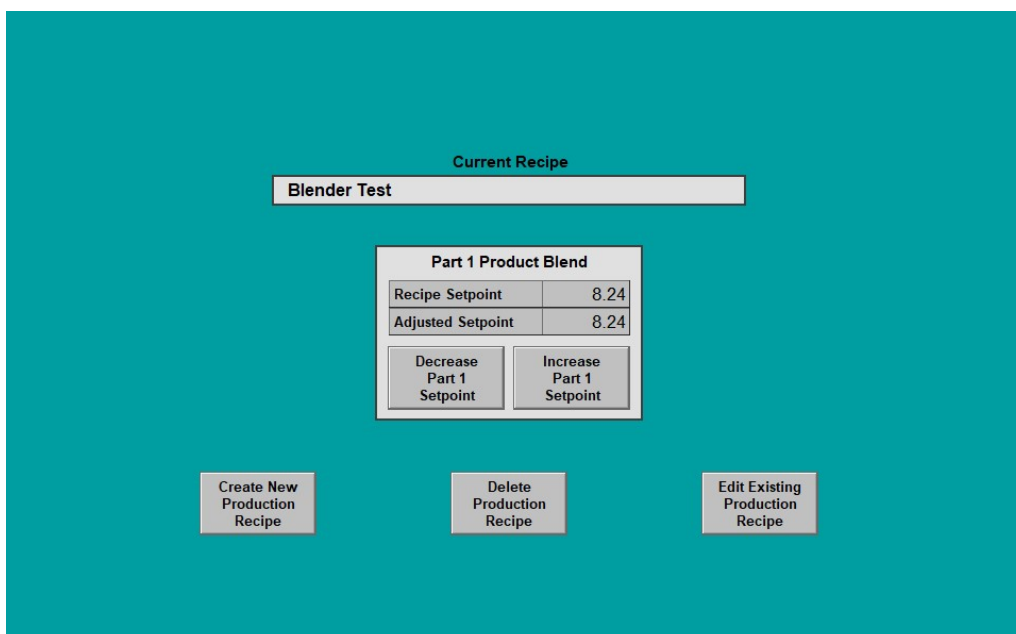 Current Recipe
Blender Test
Part 1 Product Blend
Recipe Setpoint 8.24
Adjusted Setpoint 8.24
Decrease
Part 1
Setpoint
Increase
Part 1
Setpoint
Create New
Production
Recipe
Delete
Production
Recipe
Edit Existing
Production
Recipe